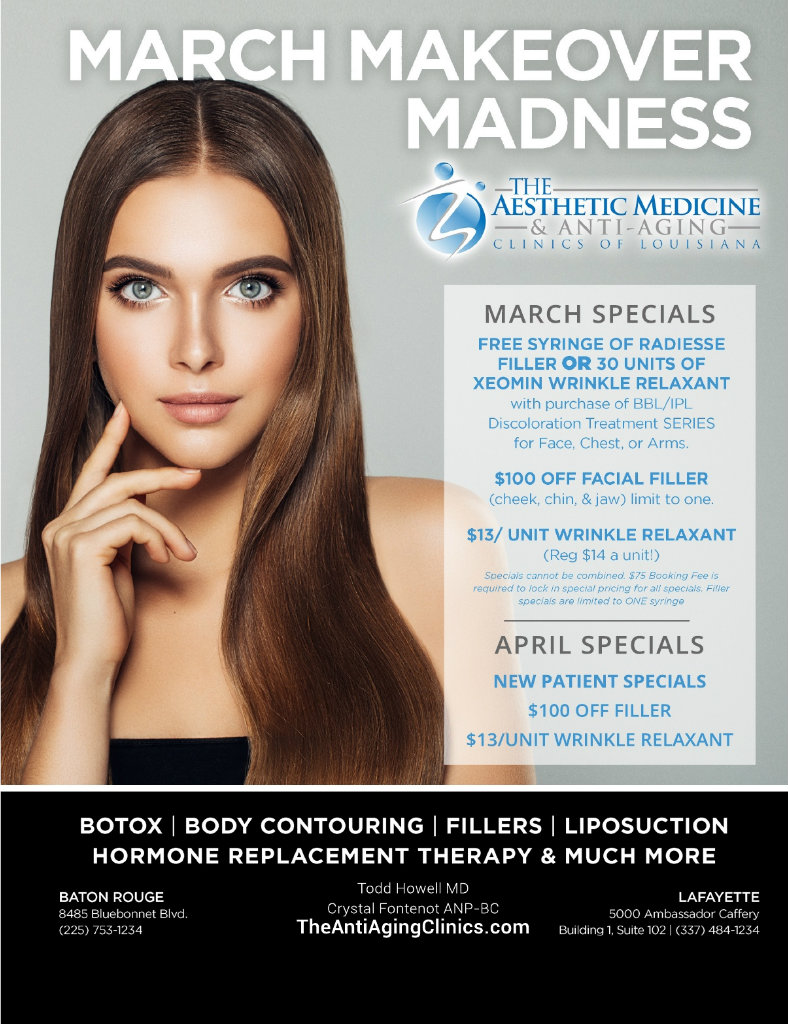 MARCH MAKEOVER
MADNESS
THE
AESTHETIC MEDICINE
& ANTI-AGING
CLINICS OF LOUISIANA
MARCH SPECIALS
FREE SYRINGE OF RADIESSE
FILLER OR 30 UNITS OF
XEOMIN WRINKLE RELAXANT
with purchase of BBL/IPL
Discoloration Treatment SERIES
for Face, Chest, or Arms.
$100 OFF FACIAL FILLER
(cheek, chin, & jaw) limit to one.
$13/ UNIT WRINKLE RELAXANT
(Reg $14 a unit!)
Specials cannot be combined. $75 Booking Fee is
required to lock in special pricing for all specials. Filler
specials are limited to ONE syringe
APRIL SPECIALS
NEW PATIENT SPECIALS
$100 OFF FILLER
$13/UNIT WRINKLE RELAXANT
BOTOX | BODY CONTOURING | FILLERS | LIPOSUCTION
HORMONE REPLACEMENT THERAPY & MUCH MORE
BATON ROUGE
8485 Bluebonnet Blvd.
(225) 753-1234
Todd Howell MD
Crystal Fontenot ANP-BC
TheAntiAgingClinics.com
LAFAYETTE
5000 Ambassador Caffery
Building 1, Suite 102 | (337) 484-1234